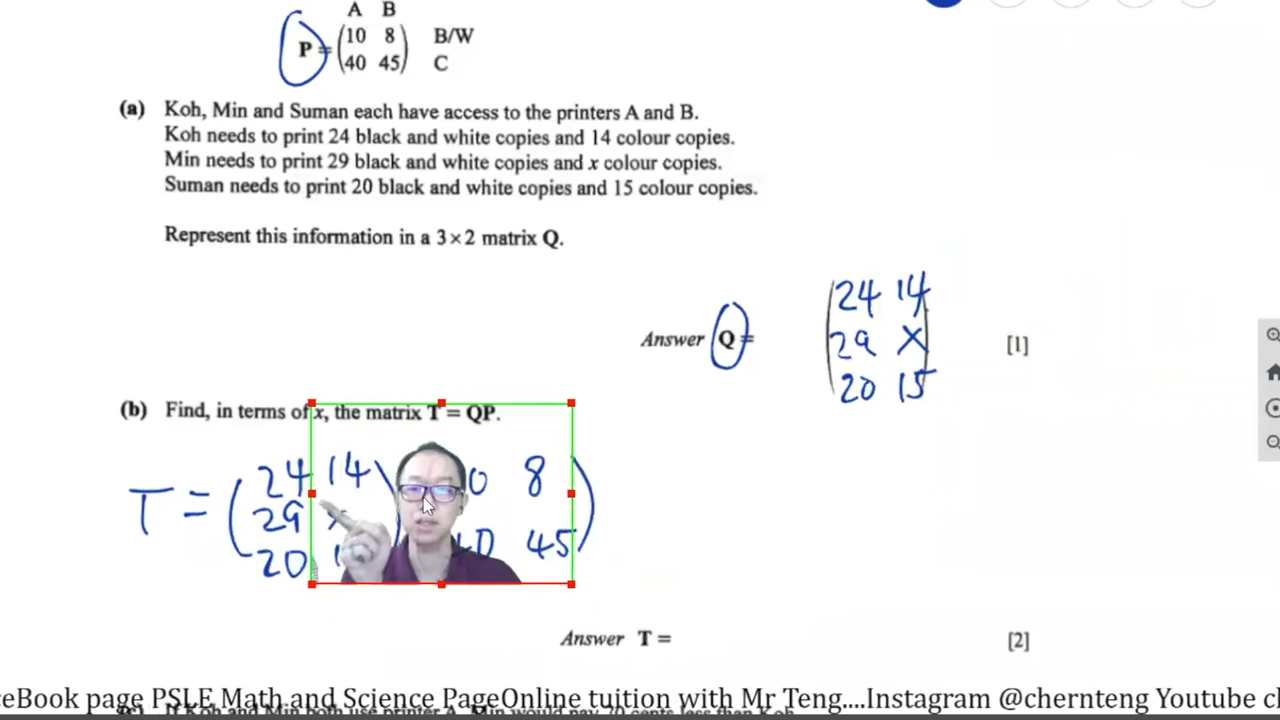 A B
P = (10 8) B/W
(40 45) C
(a) Koh, Min and Suman each have access to the printers A and B.
Koh needs to print 24 black and white copies and 14 colour copies.
Min needs to print 29 black and white copies and x colour copies.
Suman needs to print 20 black and white copies and 15 colour copies.
Represent this information in a 3×2 matrix Q.
24 14
Answer Q = 29 x [1]
20 15
(b) Find, in terms of x, the matrix T = QP.
24 14 0 8
T = 29 x
20 40 45
Answer T = [2]
ceBook page PSLE Math and Science PageOnline tuition with Mr Teng....Instagram @chernteng Youtube c